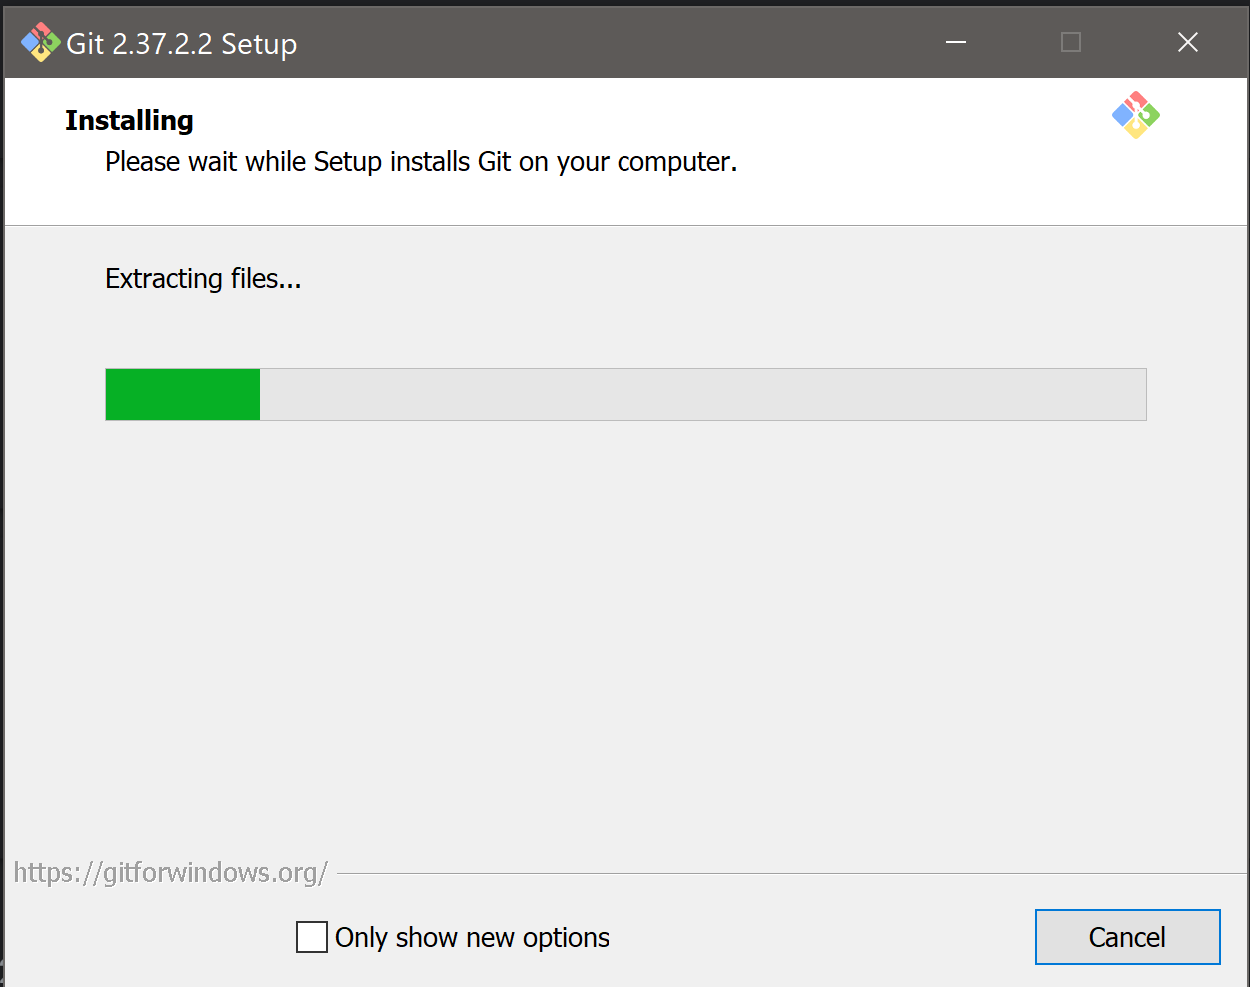 Git 2.37.2.2 Setup
Installing
Please wait while Setup installs Git on your computer.
Extracting files...
https://gitforwindows.org/
Only show new options
Cancel